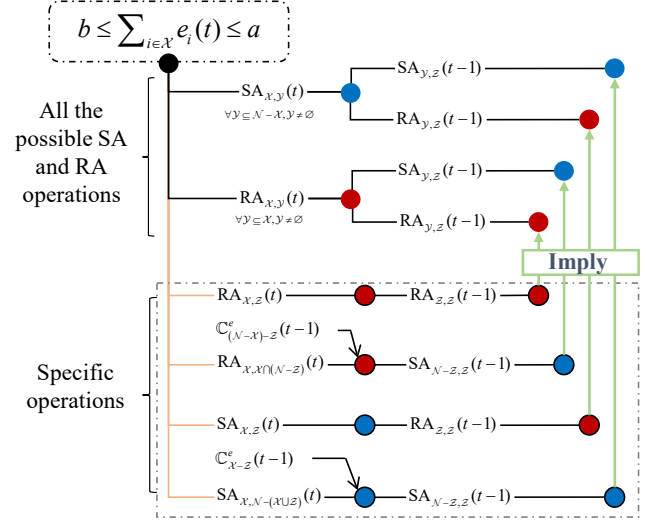 b ≤ ∑_{i∈𝒳} e_i(t) ≤ a
All the
possible SA
and RA
operations
SA_{𝒳,𝒴}(t)
∀𝒴⊆𝒩−𝒳,𝒴≠∅
SA_{𝒴,𝒵}(t−1)
RA_{𝒴,𝒵}(t−1)
RA_{𝒳,𝒴}(t)
∀𝒴⊆𝒳,𝒴≠∅
SA_{𝒴,𝒵}(t−1)
RA_{𝒴,𝒵}(t−1)
Imply
Specific
operations
RA_{𝒳,𝒵}(t)
RA_{𝒵,𝒵}(t−1)
ℂ^e_{(𝒩−𝒳)−𝒵}(t−1)
RA_{𝒳,𝒳∩(𝒩−𝒵)}(t)
SA_{𝒩−𝒵,𝒵}(t−1)
SA_{𝒳,𝒵}(t)
RA_{𝒵,𝒵}(t−1)
ℂ^e_{𝒳−𝒵}(t−1)
SA_{𝒳,𝒩−(𝒳∪𝒵)}(t)
SA_{𝒩−𝒵,𝒵}(t−1)